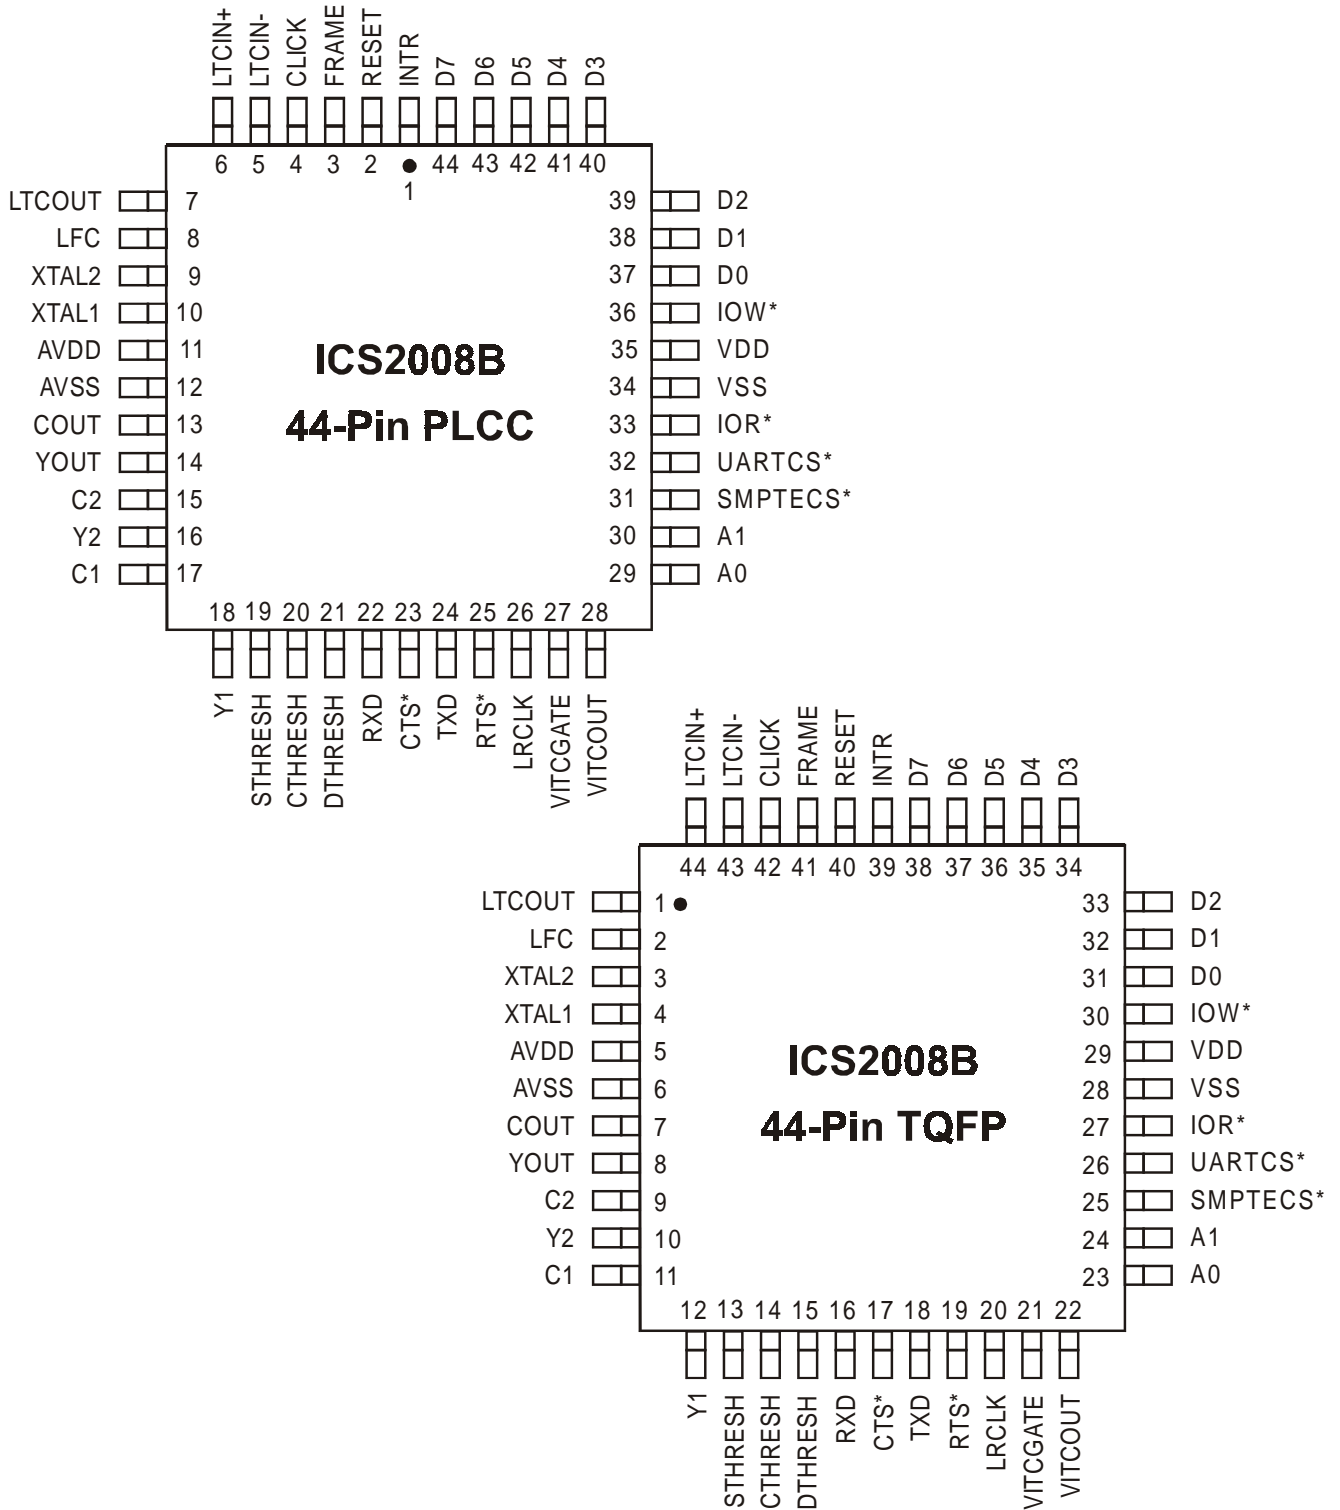 LTCIN+ LTCIN- CLICK FRAME RESET INTR D7 D6 D5 D4 D3
6 5 4 3 2 1 44 43 42 41 40
LTCOUT 7 39 D2
LFC 8 38 D1
XTAL2 9 37 D0
XTAL1 10 36 IOW*
AVDD 11 35 VDD
AVSS 12 34 VSS
COUT 13 33 IOR*
YOUT 14 32 UARTCS*
C2 15 31 SMPTECS*
Y2 16 30 A1
C1 17 29 A0
ICS2008B
44-Pin PLCC
18 19 20 21 22 23 24 25 26 27 28
Y1 STHRESH CTHRESH DTHRESH RXD CTS* TXD RTS* LRCLK VITCGATE VITCOUT
LTCIN+ LTCIN- CLICK FRAME RESET INTR D7 D6 D5 D4 D3
44 43 42 41 40 39 38 37 36 35 34
LTCOUT 1 33 D2
LFC 2 32 D1
XTAL2 3 31 D0
XTAL1 4 30 IOW*
AVDD 5 29 VDD
AVSS 6 28 VSS
COUT 7 27 IOR*
YOUT 8 26 UARTCS*
C2 9 25 SMPTECS*
Y2 10 24 A1
C1 11 23 A0
ICS2008B
44-Pin TQFP
12 13 14 15 16 17 18 19 20 21 22
Y1 STHRESH CTHRESH DTHRESH RXD CTS* TXD RTS* LRCLK VITCGATE VITCOUT